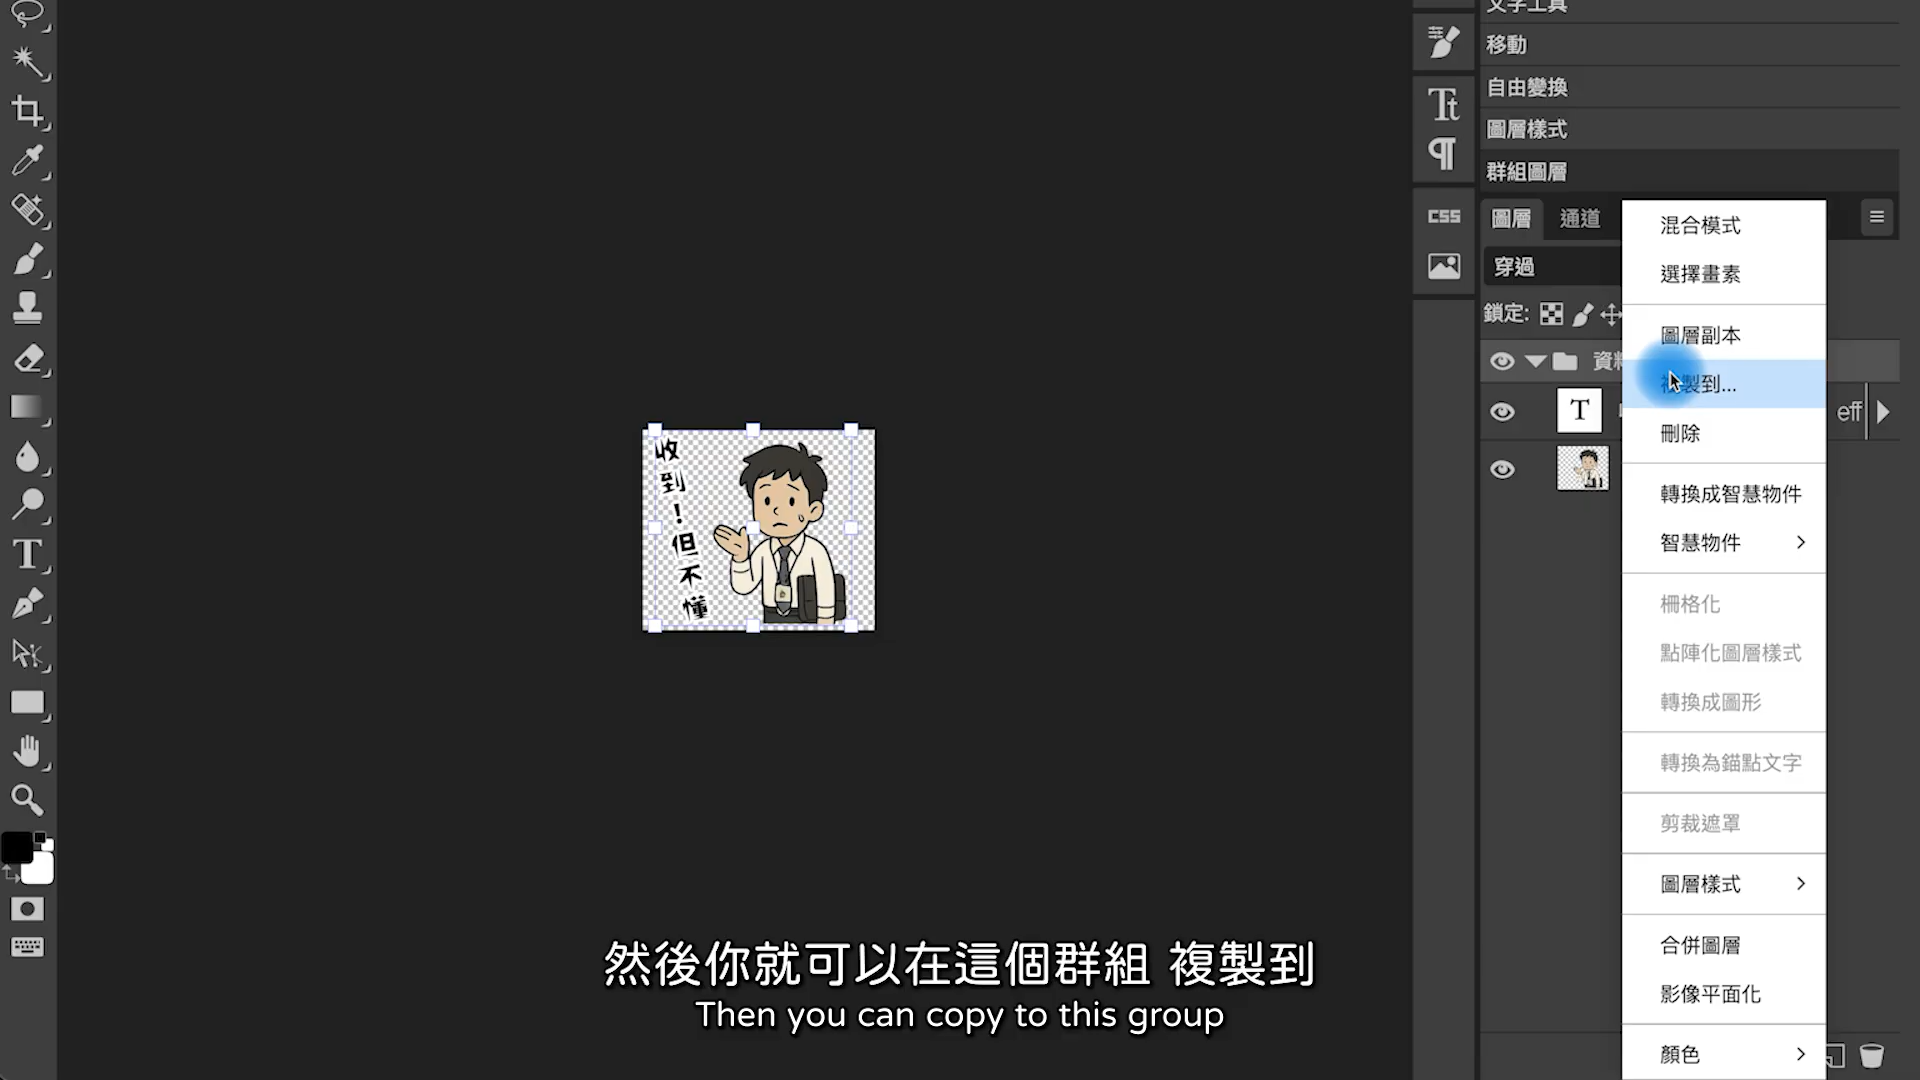 文字工具
移動
自由變換
圖層樣式
群組圖層
CSS
圖層 通道
穿過
鎖定:
資料
T
eff
混合模式
選擇畫素
圖層副本
複製到...
刪除
轉換成智慧物件
智慧物件
柵格化
點陣化圖層樣式
轉換成圖形
轉換為錨點文字
剪裁遮罩
圖層樣式
合併圖層
影像平面化
顏色
收到！但不懂
然後你就可以在這個群組 複製到
Then you can copy to this group